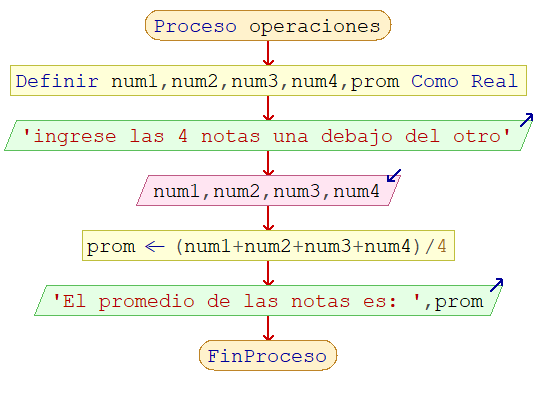 Proceso operaciones
Definir num1,num2,num3,num4,prom Como Real
'ingrese las 4 notas una debajo del otro'
num1,num2,num3,num4
prom ← (num1+num2+num3+num4)/4
'El promedio de las notas es: ',prom
FinProceso